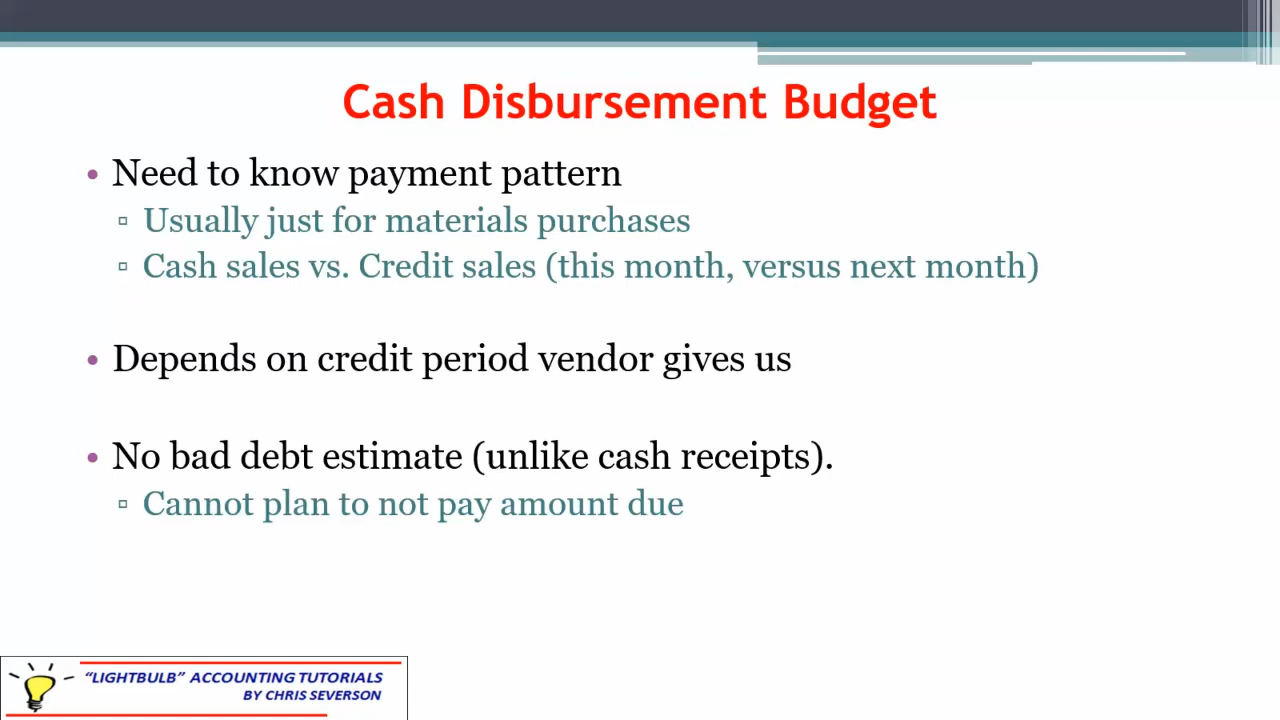 Cash Disbursement Budget
• Need to know payment pattern
▫ Usually just for materials purchases
▫ Cash sales vs. Credit sales (this month, versus next month)
• Depends on credit period vendor gives us
• No bad debt estimate (unlike cash receipts).
▫ Cannot plan to not pay amount due
“LIGHTBULB” ACCOUNTING TUTORIALS
BY CHRIS SEVERSON